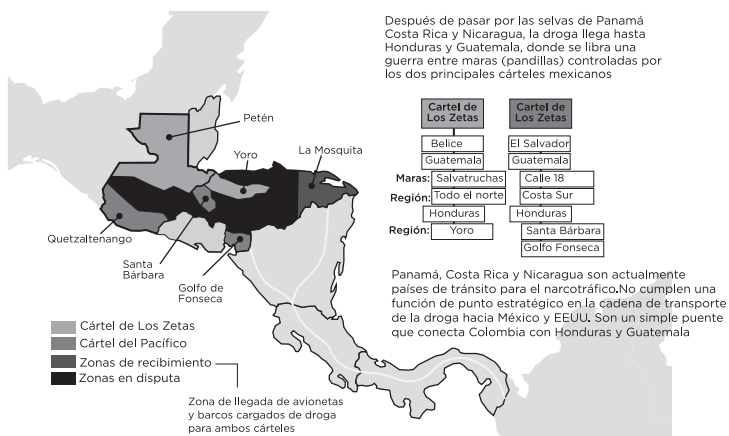 Después de pasar por las selvas de Panamá
Costa Rica y Nicaragua, la droga llega hasta
Honduras y Guatemala, donde se libra una
guerra entre maras (pandillas) controladas por
los dos principales cárteles mexicanos
Cartel de
Los Zetas
Belice
Guatemala
Maras: Salvatruchas
Región: Todo el norte
Honduras
Región: Yoro
Cartel de
Los Zetas
El Salvador
Guatemala
Calle 18
Costa Sur
Honduras
Santa Bárbara
Golfo Fonseca
Petén
Yoro
La Mosquita
Quetzaltenango
Santa
Bárbara
Golfo de
Fonseca
Panamá, Costa Rica y Nicaragua son actualmente
países de tránsito para el narcotráfico.No cumplen una
función de punto estratégico en la cadena de transporte
de la droga hacia México y EEUU. Son un simple puente
que conecta Colombia con Honduras y Guatemala
Cártel de Los Zetas
Cártel del Pacífico
Zonas de recibimiento
Zonas en disputa
Zona de llegada de avionetas
y barcos cargados de droga
para ambos cárteles